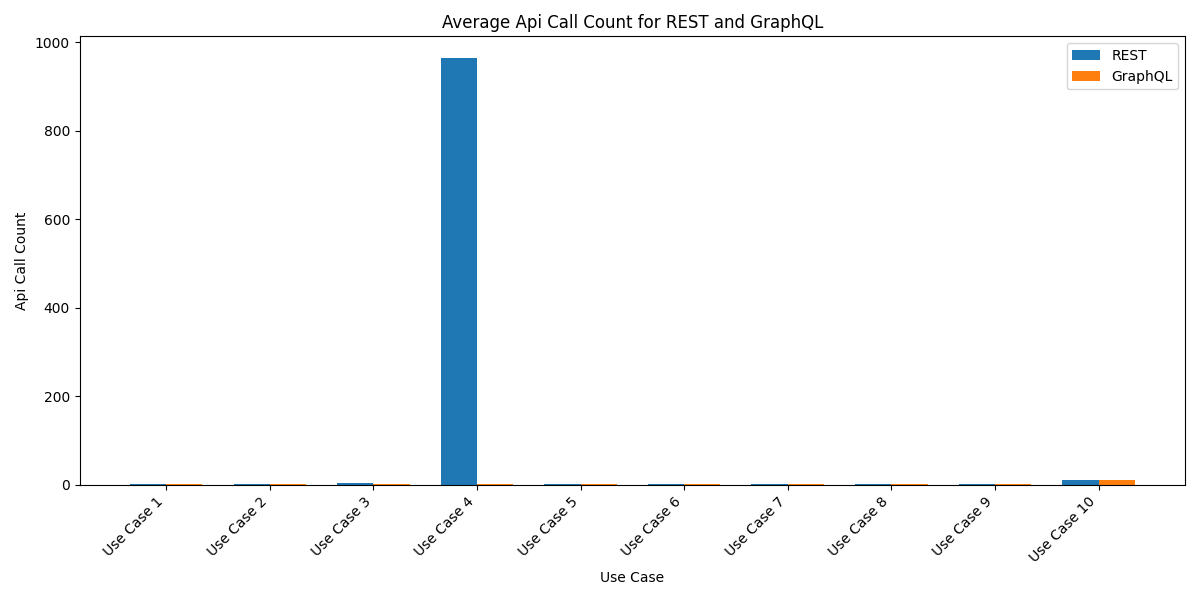 Average Api Call Count for REST and GraphQL
REST
GraphQL
Api Call Count
1000
800
600
400
200
0
Use Case 1
Use Case 2
Use Case 3
Use Case 4
Use Case 5
Use Case 6
Use Case 7
Use Case 8
Use Case 9
Use Case 10
Use Case